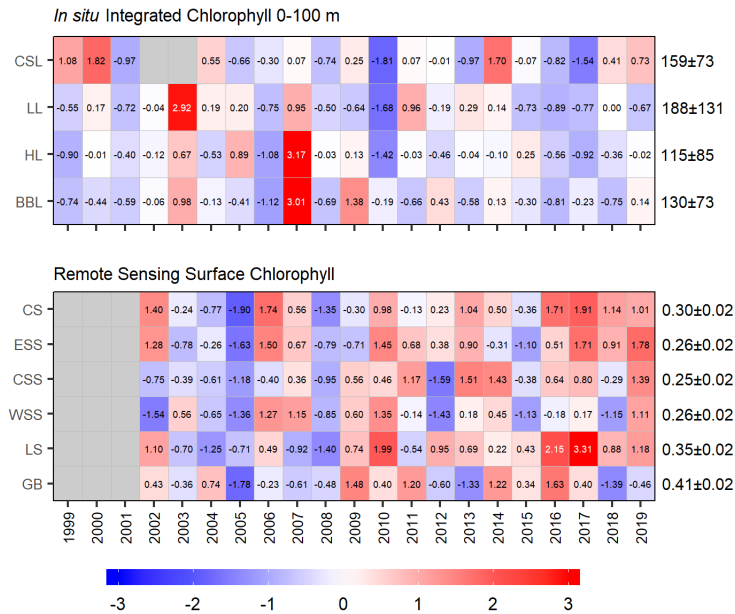 In situ Integrated Chlorophyll 0-100 m
CSL 1.08 1.82 -0.97 0.55 -0.66 -0.30 0.07 -0.74 0.25 -1.81 0.07 -0.01 -0.97 1.70 -0.07 -0.82 -1.54 0.41 0.73 159±73
LL -0.55 0.17 -0.72 -0.04 2.92 0.19 0.20 -0.75 0.95 -0.50 -0.64 -1.68 0.96 -0.19 0.29 0.14 -0.73 -0.89 -0.77 0.00 -0.67 188±131
HL -0.90 -0.01 -0.40 -0.12 0.67 -0.53 0.89 -1.08 3.17 -0.03 0.13 -1.42 -0.03 -0.46 -0.04 -0.10 0.25 -0.56 -0.92 -0.36 -0.02 115±85
BBL -0.74 -0.44 -0.59 -0.06 0.98 -0.13 -0.41 -1.12 3.01 -0.69 1.38 -0.19 -0.66 0.43 -0.58 0.13 -0.30 -0.81 -0.23 -0.75 0.14 130±73
Remote Sensing Surface Chlorophyll
CS 1.40 -0.24 -0.77 -1.90 1.74 0.56 -1.35 -0.30 0.98 -0.13 0.23 1.04 0.50 -0.36 1.71 1.91 1.14 1.01 0.30±0.02
ESS 1.28 -0.78 -0.26 -1.63 1.50 0.67 -0.79 -0.71 1.45 0.68 0.38 0.90 -0.31 -1.10 0.51 1.71 0.91 1.78 0.26±0.02
CSS -0.75 -0.39 -0.61 -1.18 -0.40 0.36 -0.95 0.56 0.46 1.17 -1.59 1.51 1.43 -0.38 0.64 0.80 -0.29 1.39 0.25±0.02
WSS -1.54 0.56 -0.65 -1.36 1.27 1.15 -0.85 0.60 1.35 -0.14 -1.43 0.18 0.45 -1.13 -0.18 0.17 -1.15 1.11 0.26±0.02
LS 1.10 -0.70 -1.25 -0.71 0.49 -0.92 -1.40 0.74 1.99 -0.54 0.95 0.69 0.22 0.43 2.15 3.31 0.88 1.18 0.35±0.02
GB 0.43 -0.36 0.74 -1.78 -0.23 -0.61 -0.48 1.48 0.40 1.20 -0.60 -1.33 1.22 0.34 1.63 0.40 -1.39 -0.46 0.41±0.02
1999 2000 2001 2002 2003 2004 2005 2006 2007 2008 2009 2010 2011 2012 2013 2014 2015 2016 2017 2018 2019
-3 -2 -1 0 1 2 3